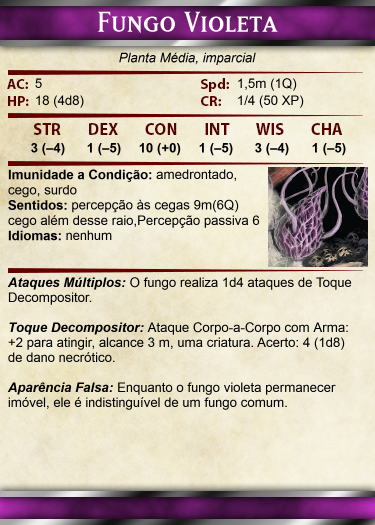 Fungo Violeta
Planta Média, imparcial
AC: 5 Spd: 1,5m (1Q)
HP: 18 (4d8) CR: 1/4 (50 XP)
STR DEX CON INT WIS CHA
3 (–4) 1 (–5) 10 (+0) 1 (–5) 3 (–4) 1 (–5)
Imunidade a Condição: amedrontado,
cego, surdo
Sentidos: percepção às cegas 9m(6Q)
cego além desse raio,Percepção passiva 6
Idiomas: nenhum
Ataques Múltiplos: O fungo realiza 1d4 ataques de Toque
Decompositor.
Toque Decompositor: Ataque Corpo-a-Corpo com Arma:
+2 para atingir, alcance 3 m, uma criatura. Acerto: 4 (1d8)
de dano necrótico.
Aparência Falsa: Enquanto o fungo violeta permanecer
imóvel, ele é indistinguível de um fungo comum.